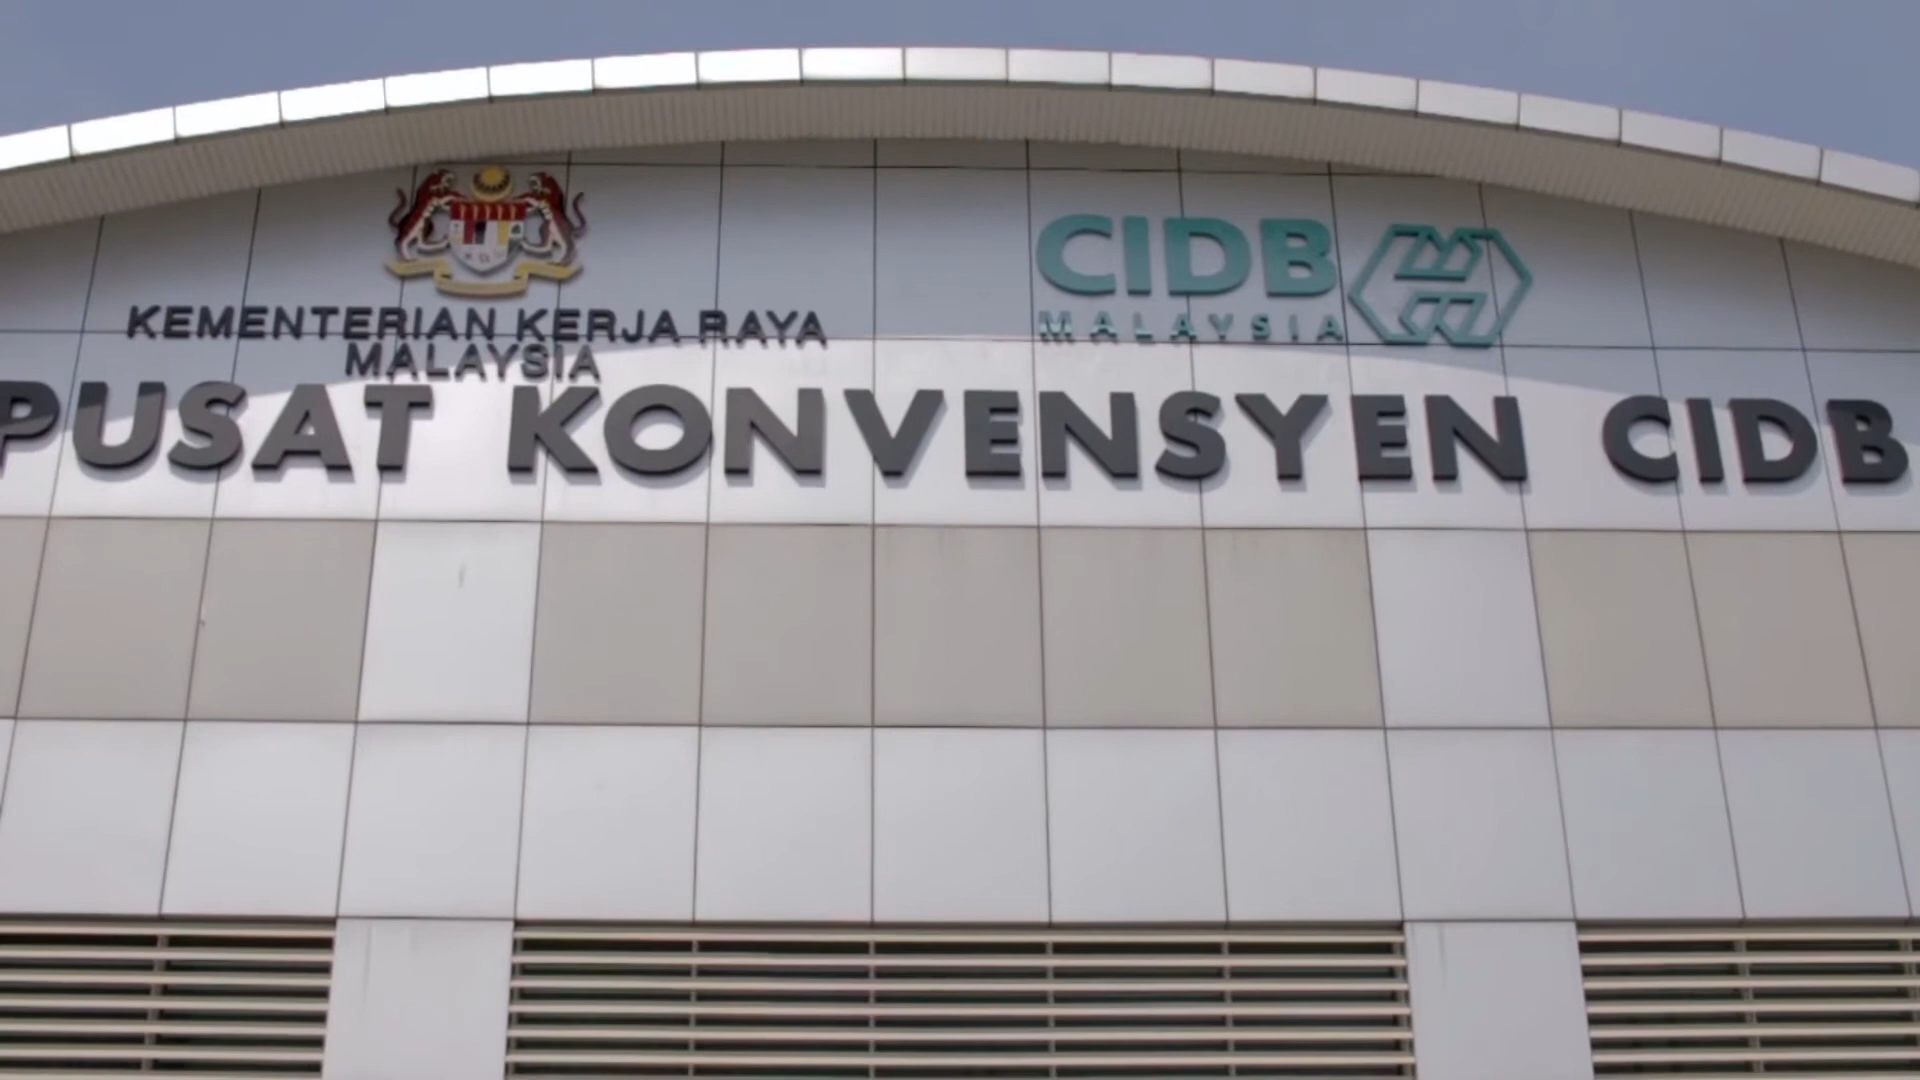 KEMENTERIAN KERJA RAYA
MALAYSIA
CIDB
MALAYSIA
PUSAT KONVENSYEN CIDB